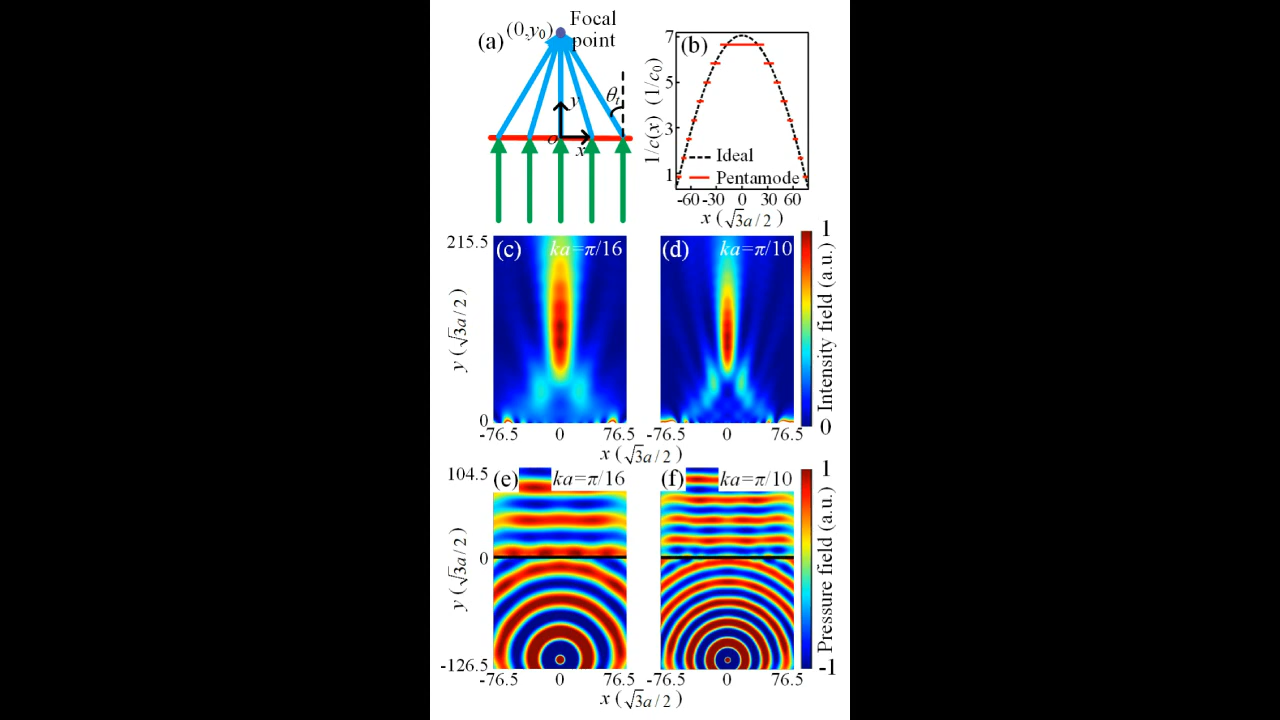 (a)
(0,y₀)
Focal
point
θt
y
o
x
(b)
7
5
3
1
1/c(x) (1/c₀)
Ideal
Pentamode
-60 -30 0 30 60
x (√3a/2)
215.5
(c)
ka=π/16
y (√3a/2)
0
-76.5 0 76.5
(d)
ka=π/10
-76.5 0 76.5
x (√3a/2)
1
0
Intensity field (a.u.)
104.5
(e)
ka=π/16
y (√3a/2)
0
-126.5
-76.5 0 76.5
(f)
ka=π/10
-76.5 0 76.5
x (√3a/2)
1
-1
Pressure field (a.u.)